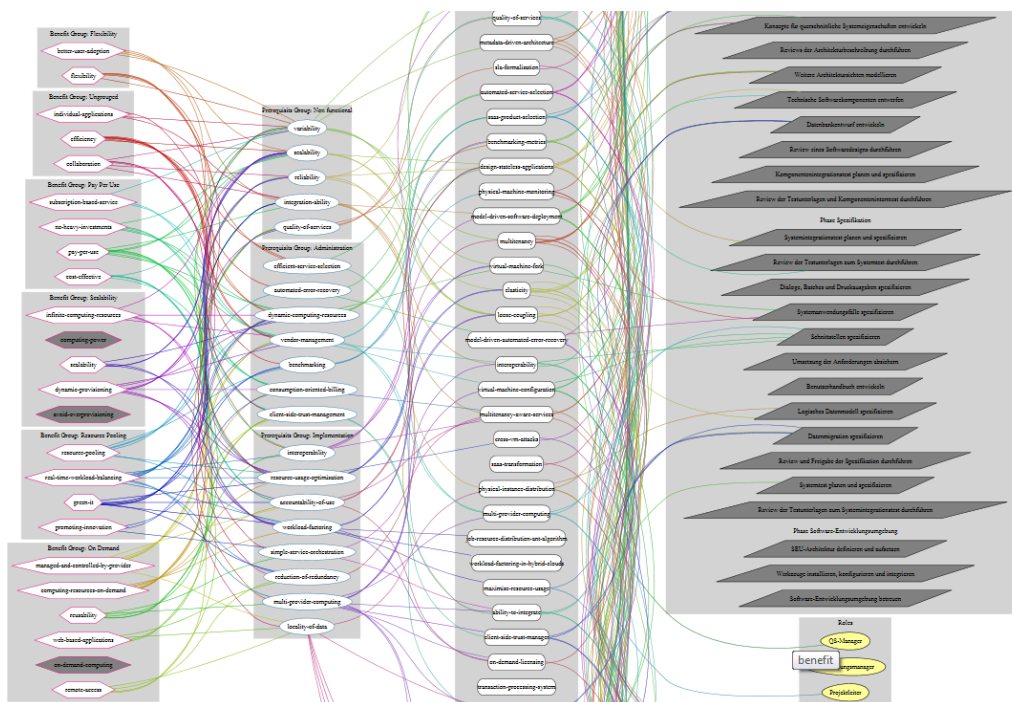 Benefit Group: Flexibility
better-user-adoption
flexibility
Benefit Group: Ungrouped
individual-applications
efficiency
collaboration
Benefit Group: Pay Per Use
subscription-based-service
no-heavy-investments
pay-per-use
cost-effective
Benefit Group: Scalability
infinite-computing-resources
computing-power
scalability
dynamic-provisioning
avoid-overprovisioning
Benefit Group: Resource Pooling
resource-pooling
real-time-workload-balancing
green-it
promoting-innovation
Benefit Group: On Demand
managed-and-controlled-by-provider
computing-resources-on-demand
reusability
web-based-applications
on-demand-computing
remote-access
Prerequisite Group: Non functional
variability
scalability
reliability
integration-ability
quality-of-services
Prerequisite Group: Administration
efficient-service-selection
automated-error-recovery
dynamic-computing-resources
vendor-management
benchmarking
consumption-oriented-billing
client-side-trust-management
Prerequisite Group: Implementation
interoperability
resource-usage-optimization
accountability-of-use
workload-factoring
simple-service-orchestration
reduction-of-redundancy
multi-provider-computing
locality-of-data
quality-of-services
metadata-driven-architecture
sla-formalisation
automated-service-selection
saas-product-selection
benchmarking-metrics
design-stateless-applications
physical-machine-monitoring
model-driven-software-deployment
multitenancy
virtual-machine-fork
elasticity
loose-coupling
model-driven-automated-error-recovery
interoperability
virtual-machine-configuration
multitenancy-aware-services
cross-vm-attacks
saas-transformation
physical-instance-distribution
multi-provider-computing
job-resource-distribution-ant-algorithm
workload-factoring-in-hybrid-clouds
maximize-resource-usage
ability-to-integrate
client-side-trust-manager
on-demand-licensing
transaction-processing-system
Konzepte für querschnittliche Systemeigenschaften entwickeln
Reviews der Architekturbeschreibung durchführen
Weitere Architektursichten modellieren
Technische Softwarekomponenten entwerfen
Datenbankentwurf entwickeln
Review eines Softwaredesigns durchführen
Komponentenintegrationstest planen und spezifizieren
Review der Testunterlagen und Komponentenintentest durchführen
Phase Spezifikation
Systemintegrationstest planen und spezifizieren
Review der Testunterlagen zum Systemtest durchführen
Dialoge, Batches und Druckausgaben spezifizieren
Systemanwendungsfälle spezifizieren
Schnittstellen spezifizieren
Umsetzung der Anforderungen absichern
Benutzerhandbuch entwickeln
Logisches Datenmodell spezifizieren
Datenmigration spezifizieren
Review und Freigabe der Spezifikation durchführen
Systemtest planen und spezifizieren
Review der Testunterlagen zum Systemintegrationstest durchführen
Phase Software-Entwicklungsumgebung
SEU-Architektur definieren und aufsetzen
Werkzeuge installieren, konfigurieren und integrieren
Software-Entwicklungsumgebung betreuen
Roles
QS-Manager
benefit
Projektleiter